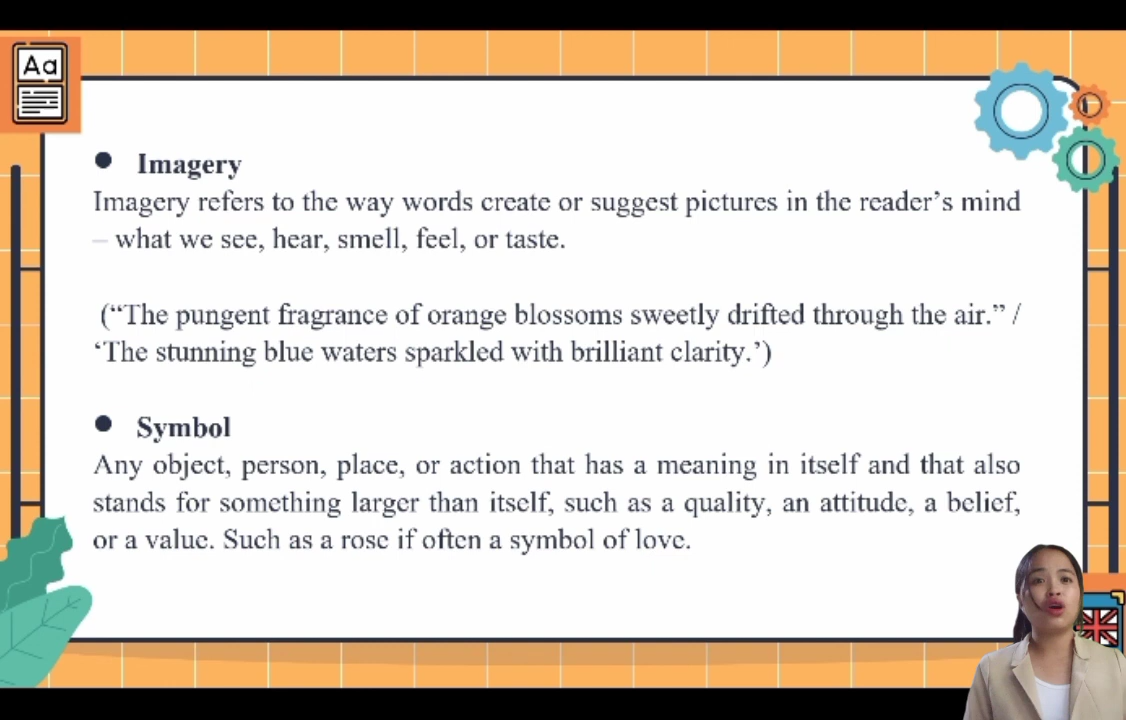 Aa
● Imagery
Imagery refers to the way words create or suggest pictures in the reader’s mind
– what we see, hear, smell, feel, or taste.
(“The pungent fragrance of orange blossoms sweetly drifted through the air.” /
‘The stunning blue waters sparkled with brilliant clarity.’)
● Symbol
Any object, person, place, or action that has a meaning in itself and that also
stands for something larger than itself, such as a quality, an attitude, a belief,
or a value. Such as a rose if often a symbol of love.